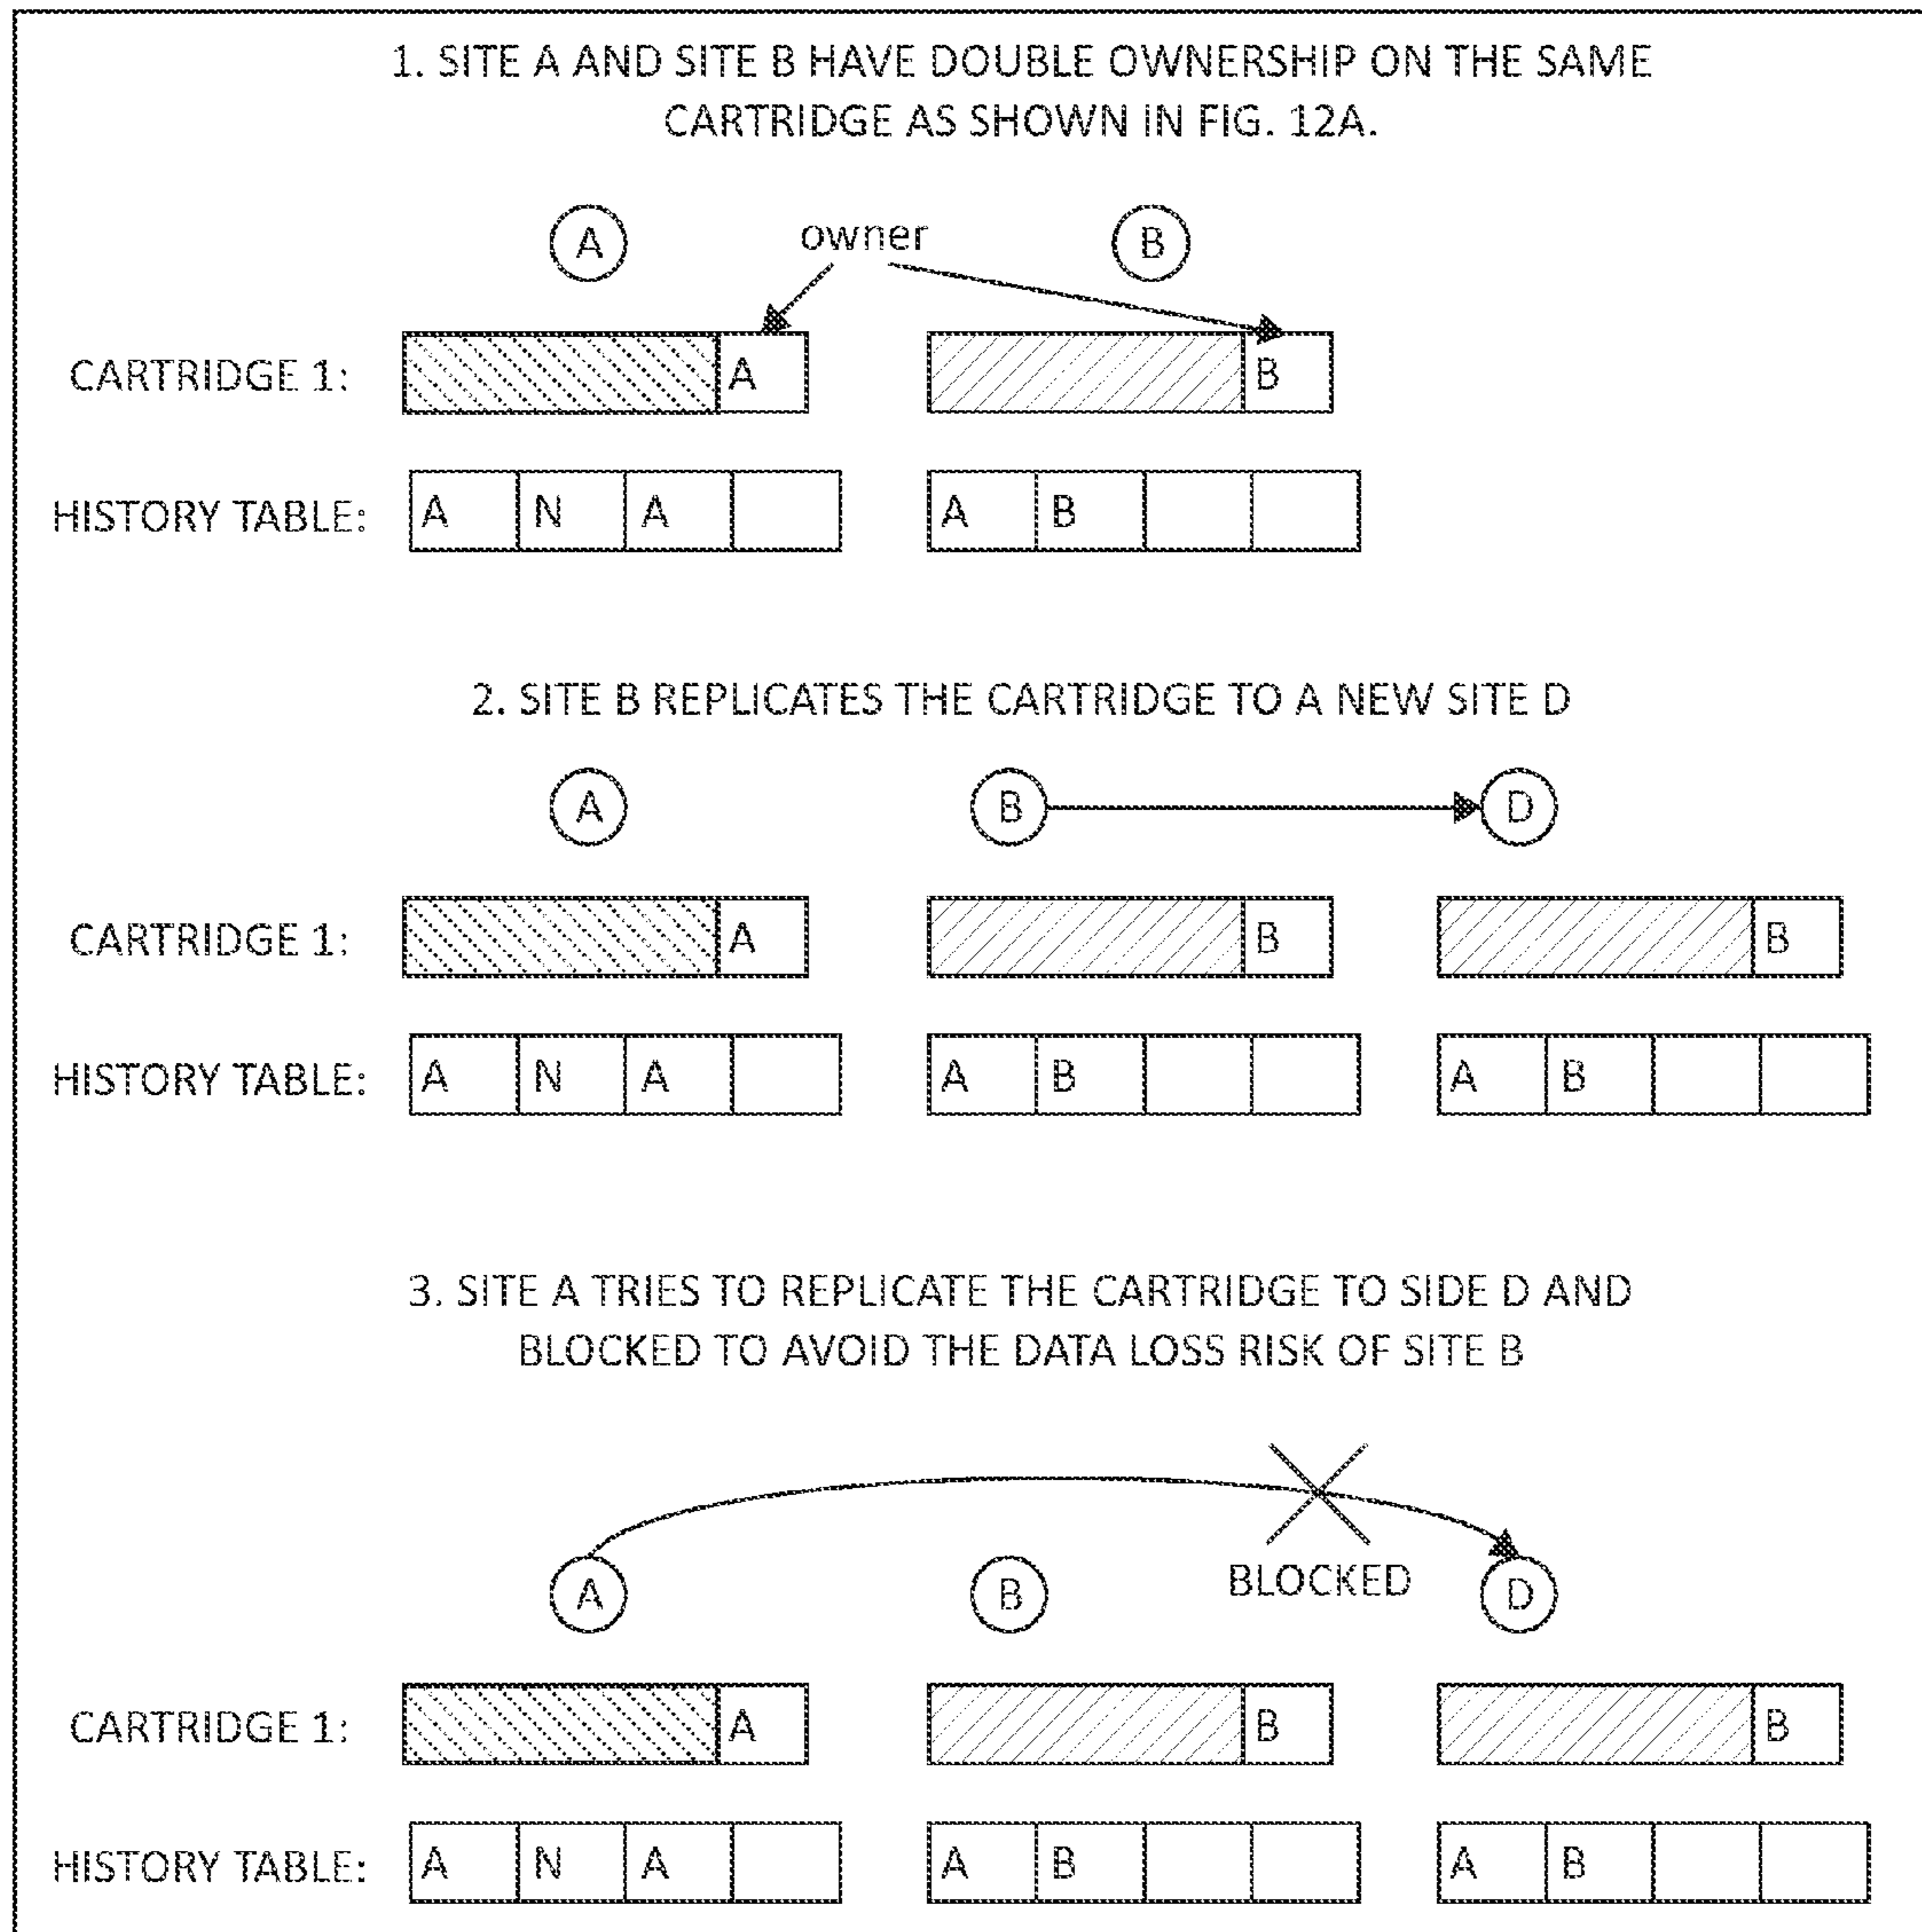 1. SITE A AND SITE B HAVE DOUBLE OWNERSHIP ON THE SAME
CARTRIDGE AS SHOWN IN FIG. 12A.
A owner B
CARTRIDGE 1: A B
HISTORY TABLE: A N A A B
2. SITE B REPLICATES THE CARTRIDGE TO A NEW SITE D
A B D
CARTRIDGE 1: A B B
HISTORY TABLE: A N A A B A B
3. SITE A TRIES TO REPLICATE THE CARTRIDGE TO SIDE D AND
BLOCKED TO AVOID THE DATA LOSS RISK OF SITE B
A B BLOCKED D
CARTRIDGE 1: A B B
HISTORY TABLE: A N A A B A B